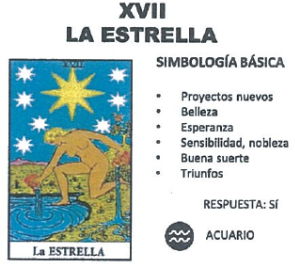 XVII
LA ESTRELLA
SIMBOLOGÍA BÁSICA
XVII
• Proyectos nuevos
• Belleza
• Esperanza
• Sensibilidad, nobleza
• Buena suerte
• Triunfos
RESPUESTA: SÍ
ACUARIO
La ESTRELLA